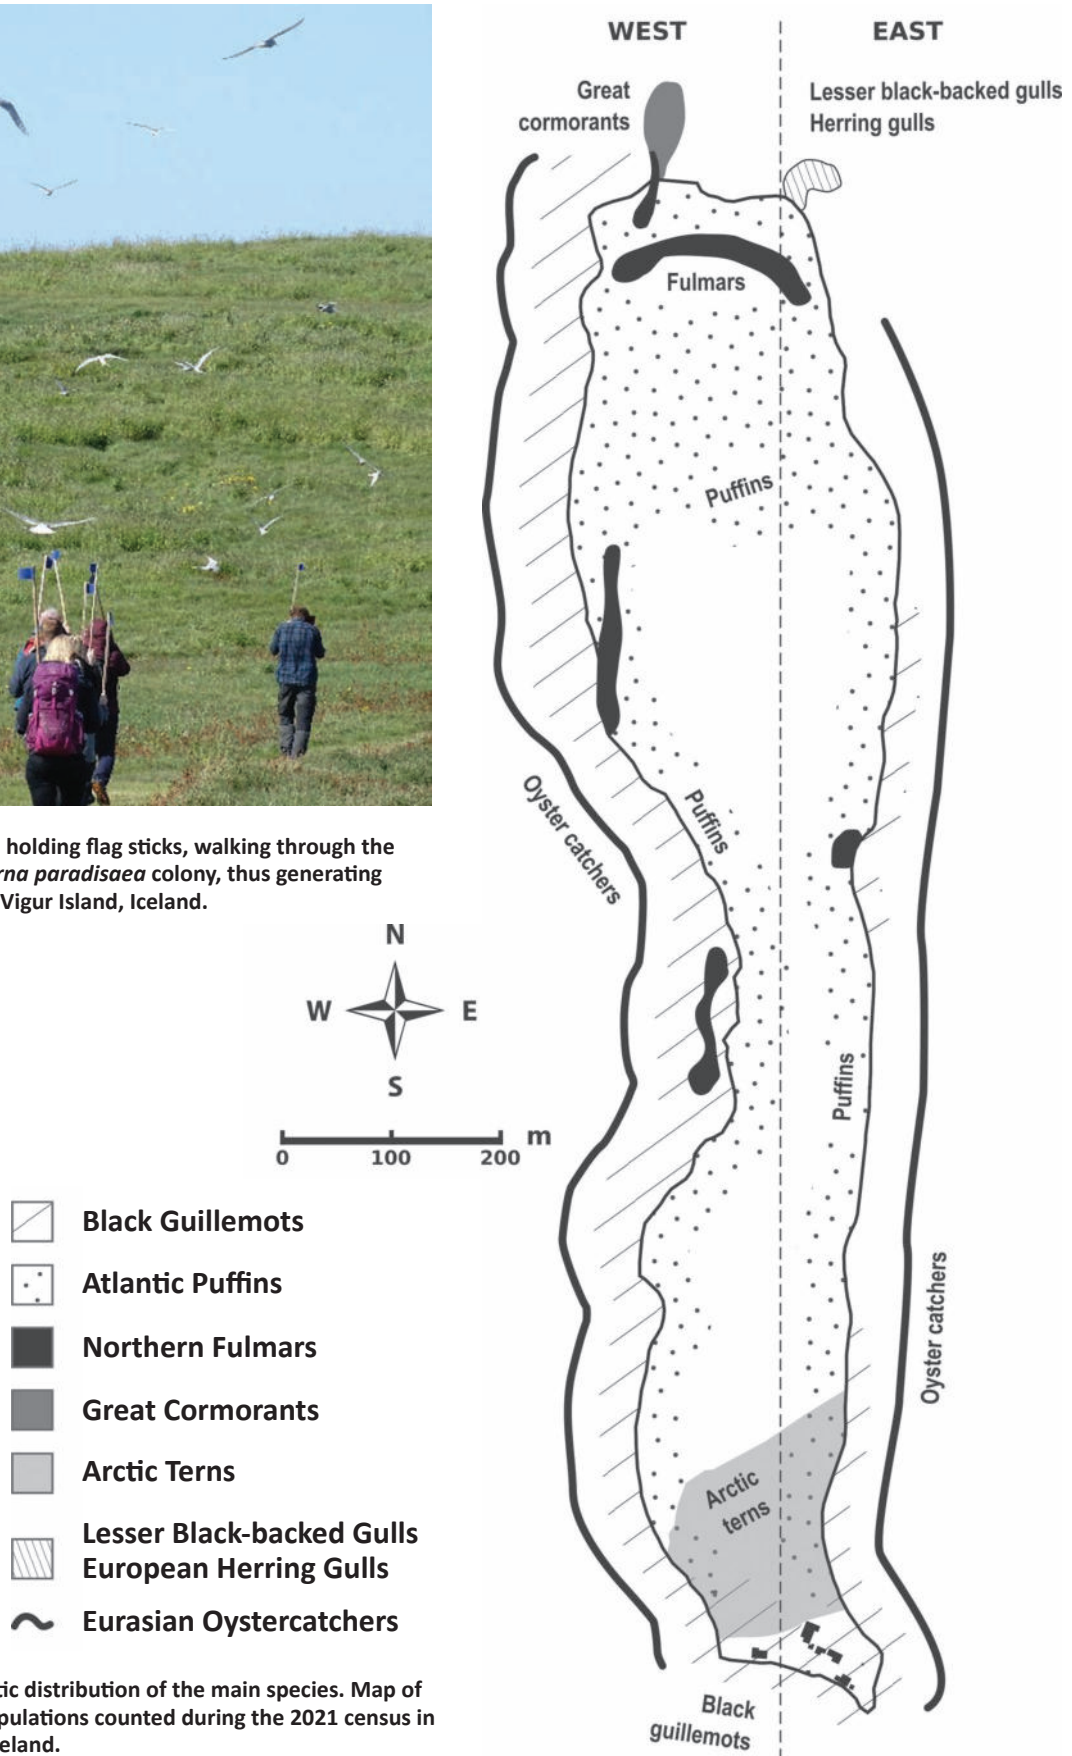 WEST
EAST
Great
cormorants
Lesser black-backed gulls
Herring gulls
Fulmars
Puffins
Oyster catchers
Puffins
Puffins
Oyster catchers
Arctic
terns
Black
guillemots
holding flag sticks, walking through the
rna paradisaea colony, thus generating
Vigur Island, Iceland.
N
W
E
S
m
0
100
200
Black Guillemots
Atlantic Puffins
Northern Fulmars
Great Cormorants
Arctic Terns
Lesser Black-backed Gulls
European Herring Gulls
Eurasian Oystercatchers
tic distribution of the main species. Map of
pulations counted during the 2021 census in
eland.